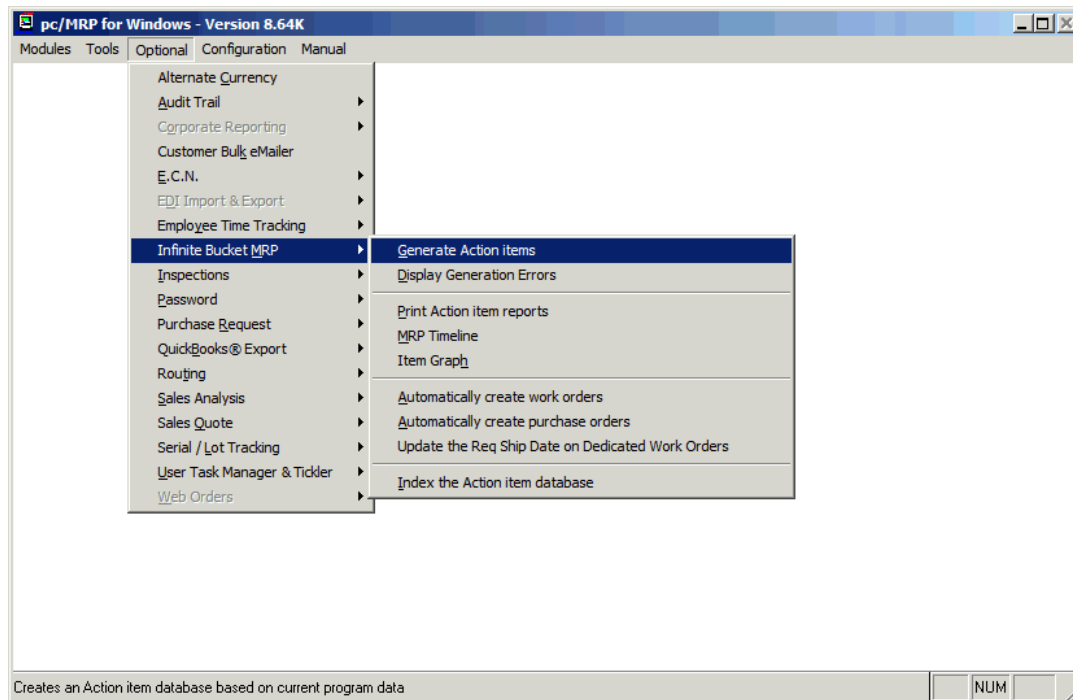 pc/MRP for Windows - Version 8.64K
Modules Tools Optional Configuration Manual
Alternate Currency
Audit Trail
Corporate Reporting
Customer Bulk eMailer
E.C.N.
EDI Import & Export
Employee Time Tracking
Infinite Bucket MRP
Inspections
Password
Purchase Request
QuickBooks® Export
Routing
Sales Analysis
Sales Quote
Serial / Lot Tracking
User Task Manager & Tickler
Web Orders
Generate Action items
Display Generation Errors
Print Action item reports
MRP Timeline
Item Graph
Automatically create work orders
Automatically create purchase orders
Update the Req Ship Date on Dedicated Work Orders
Index the Action item database
Creates an Action item database based on current program data
NUM